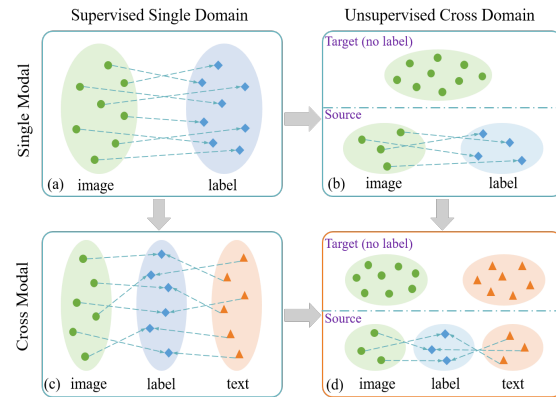 Supervised Single Domain
Unsupervised Cross Domain
Single Modal
(a)
image
label
Target (no label)
Source
(b)
image
label
Cross Modal
(c)
image
label
text
Target (no label)
Source
(d)
image
label
text